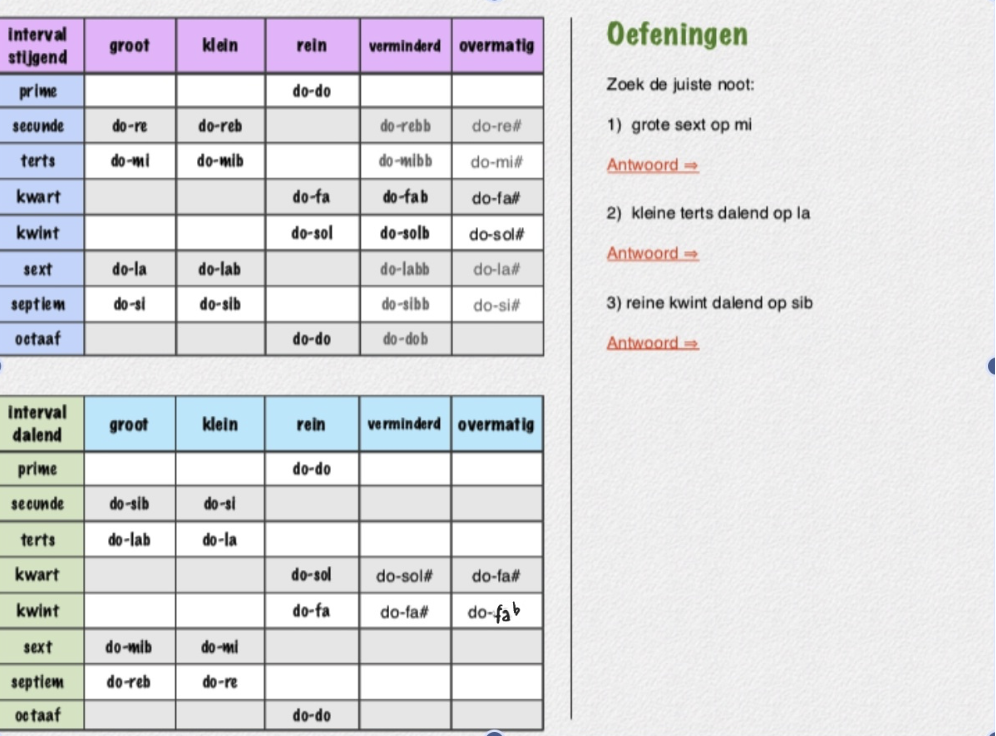 interval stijgend groot klein rein verminderd overmatig
prime do-do
secunde do-re do-reb do-rebb do-re#
terts do-mi do-mib do-mibb do-mi#
kwart do-fa do-fab do-fa#
kwint do-sol do-solb do-sol#
sext do-la do-lab do-labb do-la#
septiem do-si do-sib do-sibb do-si#
octaaf do-do do-dob
interval dalend groot klein rein verminderd overmatig
prime do-do
secunde do-sib do-si
terts do-lab do-la
kwart do-sol do-sol# do-fa#
kwint do-fa do-fa# do-fab
sext do-mib do-mi
septiem do-reb do-re
octaaf do-do
Oefeningen
Zoek de juiste noot:
1) grote sext op mi
Antwoord ⇒
2) kleine terts dalend op la
Antwoord ⇒
3) reine kwint dalend op sib
Antwoord ⇒